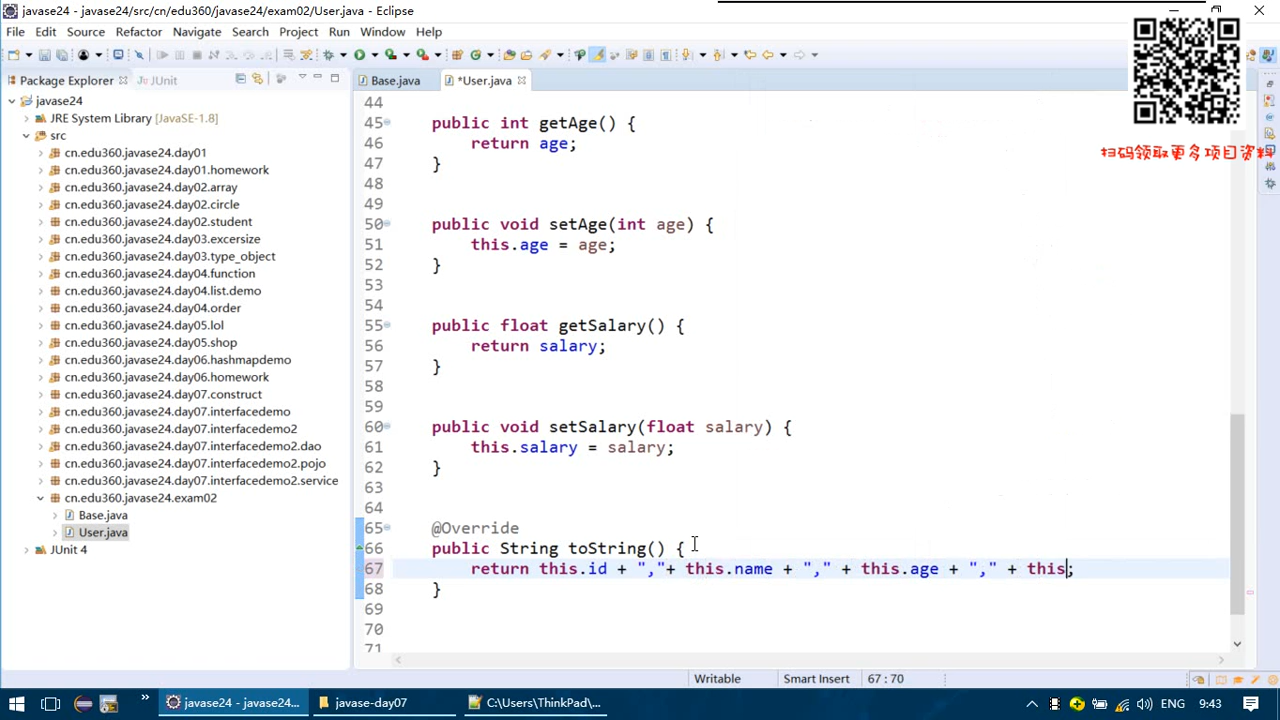 javase24 - javase24/src/cn/edu360/javase24/exam02/User.java - Eclipse
File Edit Source Refactor Navigate Search Project Run Window Help
Package Explorer JUnit
Base.java *User.java
扫码领取更多项目资料
javase24
JRE System Library [JavaSE-1.8]
src
cn.edu360.javase24.day01
cn.edu360.javase24.day01.homework
cn.edu360.javase24.day02.array
cn.edu360.javase24.day02.circle
cn.edu360.javase24.day02.student
cn.edu360.javase24.day03.excersize
cn.edu360.javase24.day03.type_object
cn.edu360.javase24.day04.function
cn.edu360.javase24.day04.list.demo
cn.edu360.javase24.day04.order
cn.edu360.javase24.day05.lol
cn.edu360.javase24.day05.shop
cn.edu360.javase24.day06.hashmapdemo
cn.edu360.javase24.day06.homework
cn.edu360.javase24.day07.construct
cn.edu360.javase24.day07.interfacedemo
cn.edu360.javase24.day07.interfacedemo2
cn.edu360.javase24.day07.interfacedemo2.dao
cn.edu360.javase24.day07.interfacedemo2.pojo
cn.edu360.javase24.day07.interfacedemo2.service
cn.edu360.javase24.exam02
Base.java
User.java
JUnit 4
44
45 public int getAge() {
46 return age;
47 }
48
49
50 public void setAge(int age) {
51 this.age = age;
52 }
53
54
55 public float getSalary() {
56 return salary;
57 }
58
59
60 public void setSalary(float salary) {
61 this.salary = salary;
62 }
63
64
65 @Override
66 public String toString() {
67 return this.id + ","+ this.name + "," + this.age + "," + this;
68 }
69
70
71
Writable Smart Insert 67 : 70
javase24 - javase24... javase-day07 C:\Users\ThinkPad\... ENG 9:43